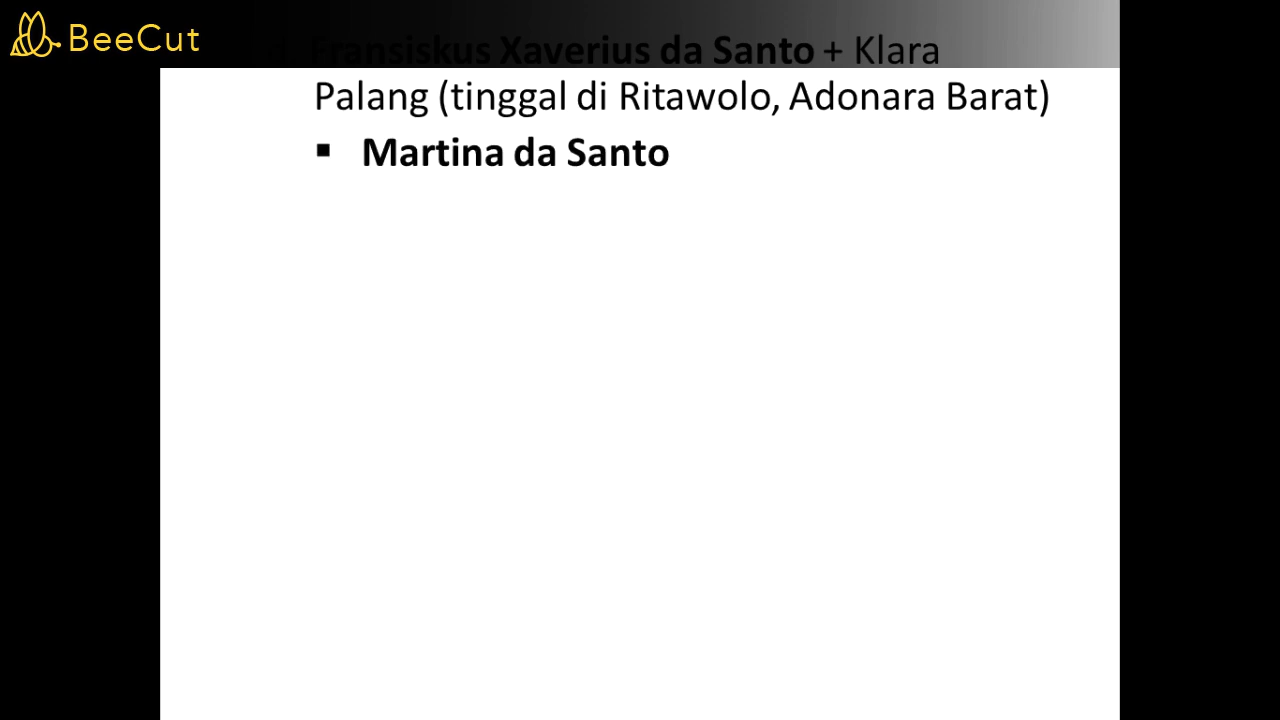 BeeCut
d. Fransiskus Xaverius da Santo + Klara
Palang (tinggal di Ritawolo, Adonara Barat)
▪ Martina da Santo